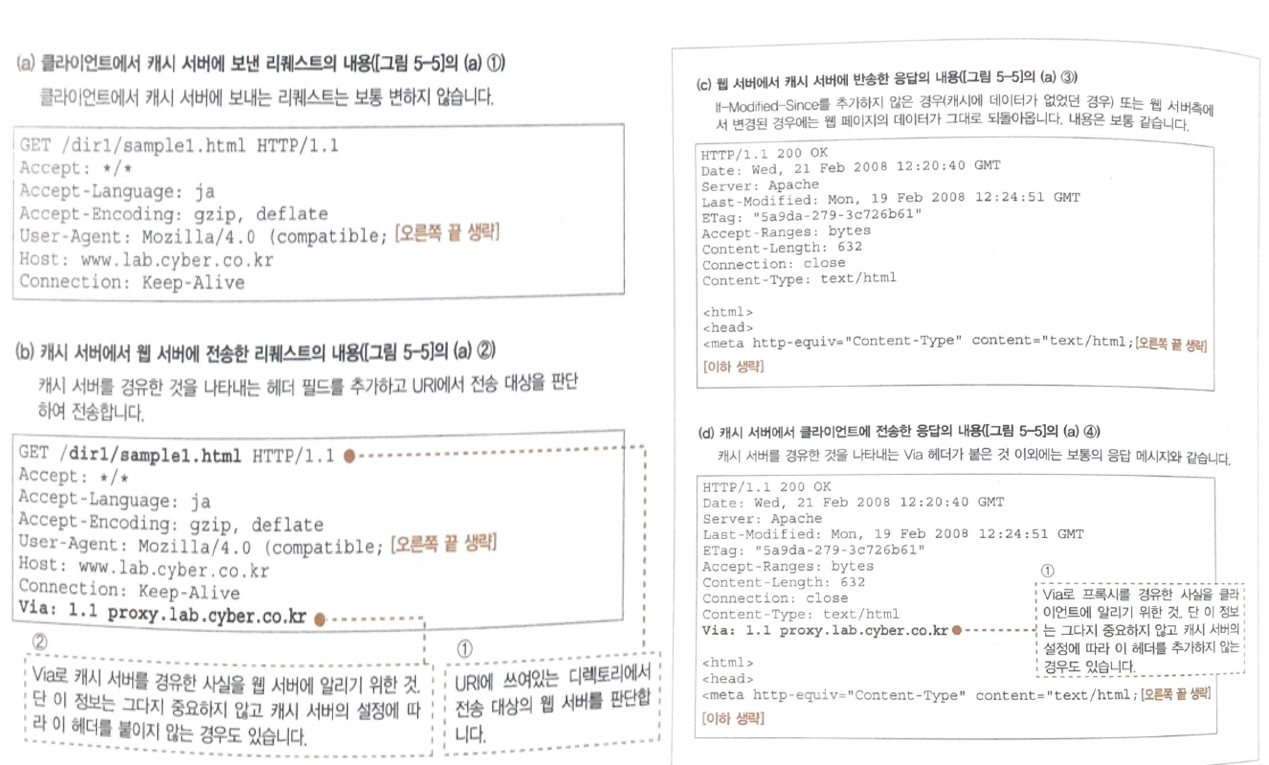 (a) 클라이언트에서 캐시 서버에 보낸 리퀘스트의 내용([그림 5-5]의 (a) ①)
클라이언트에서 캐시 서버에 보내는 리퀘스트는 보통 변하지 않습니다.
GET /dir1/sample1.html HTTP/1.1
Accept: */*
Accept-Language: ja
Accept-Encoding: gzip, deflate
User-Agent: Mozilla/4.0 (compatible; [오른쪽 끝 생략]
Host: www.lab.cyber.co.kr
Connection: Keep-Alive
(b) 캐시 서버에서 웹 서버에 전송한 리퀘스트의 내용([그림 5-5]의 (a) ②)
캐시 서버를 경유한 것을 나타내는 헤더 필드를 추가하고 URI에서 전송 대상을 판단
하여 전송합니다.
GET /dir1/sample1.html HTTP/1.1
Accept: */*
Accept-Language: ja
Accept-Encoding: gzip, deflate
User-Agent: Mozilla/4.0 (compatible; [오른쪽 끝 생략]
Host: www.lab.cyber.co.kr
Connection: Keep-Alive
Via: 1.1 proxy.lab.cyber.co.kr
②
Via로 캐시 서버를 경유한 사실을 웹 서버에 알리기 위한 것.
단 이 정보는 그다지 중요하지 않고 캐시 서버의 설정에 따
라 이 헤더를 붙이지 않는 경우도 있습니다.
①
URI에 쓰여있는 디렉토리에서
전송 대상의 웹 서버를 판단합
니다.
(c) 웹 서버에서 캐시 서버에 반송한 응답의 내용([그림 5-5]의 (a) ③)
If-Modified-Since를 추가하지 않은 경우(캐시에 데이터가 없었던 경우) 또는 웹 서버측에
서 변경된 경우에는 웹 페이지의 데이터가 그대로 되돌아옵니다. 내용은 보통 같습니다.
HTTP/1.1 200 OK
Date: Wed, 21 Feb 2008 12:20:40 GMT
Server: Apache
Last-Modified: Mon, 19 Feb 2008 12:24:51 GMT
ETag: "5a9da-279-3c726b61"
Accept-Ranges: bytes
Content-Length: 632
Connection: close
Content-Type: text/html
<html>
<head>
<meta http-equiv="Content-Type" content="text/html;[오른쪽 끝 생략]
[이하 생략]
(d) 캐시 서버에서 클라이언트에 전송한 응답의 내용([그림 5-5]의 (a) ④)
캐시 서버를 경유한 것을 나타내는 Via 헤더가 붙은 것 이외에는 보통의 응답 메시지와 같습니다.
HTTP/1.1 200 OK
Date: Wed, 21 Feb 2008 12:20:40 GMT
Server: Apache
Last-Modified: Mon, 19 Feb 2008 12:24:51 GMT
ETag: "5a9da-279-3c726b61"
Accept-Ranges: bytes
Content-Length: 632
Connection: close
Content-Type: text/html
Via: 1.1 proxy.lab.cyber.co.kr
<html>
<head>
<meta http-equiv="Content-Type" content="text/html; [오른쪽 끝 생략]
[이하 생략]
①
Via로 프록시를 경유한 사실을 클라
이언트에 알리기 위한 것. 단 이 정보
는 그다지 중요하지 않고 캐시 서버의
설정에 따라 이 헤더를 추가하지 않는
경우도 있습니다.